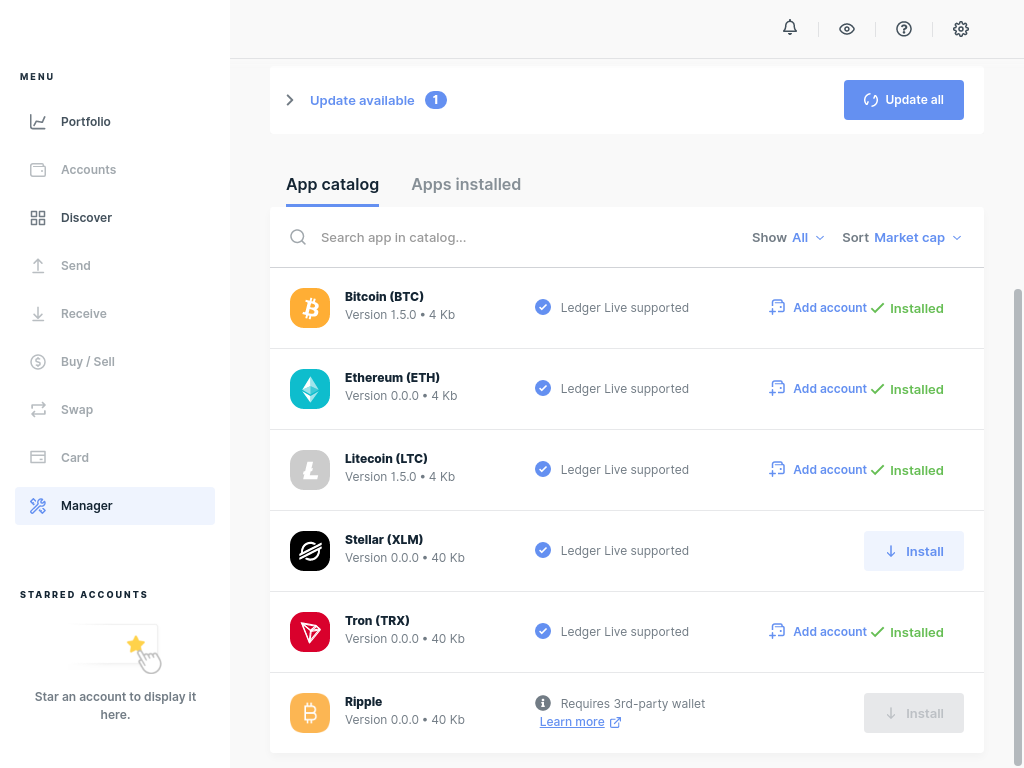 MENU
Portfolio
Accounts
Discover
Send
Receive
Buy / Sell
Swap
Card
Manager
STARRED ACCOUNTS
Star an account to display it
here.
Update available 1
Update all
App catalog Apps installed
Search app in catalog... Show All Sort Market cap
Bitcoin (BTC)
Version 1.5.0 • 4 Kb
Ledger Live supported
Add account Installed
Ethereum (ETH)
Version 0.0.0 • 4 Kb
Ledger Live supported
Add account Installed
Litecoin (LTC)
Version 1.5.0 • 4 Kb
Ledger Live supported
Add account Installed
Stellar (XLM)
Version 0.0.0 • 40 Kb
Ledger Live supported
Install
Tron (TRX)
Version 0.0.0 • 40 Kb
Ledger Live supported
Add account Installed
Ripple
Version 0.0.0 • 40 Kb
Requires 3rd-party wallet
Learn more
Install